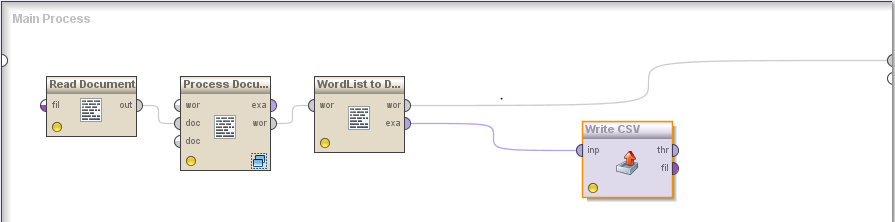 Main Process
Read Document
fil out
Process Docu...
wor exa
doc wor
doc
WordList to D...
wor wor
exa
Write CSV
inp thr
fil